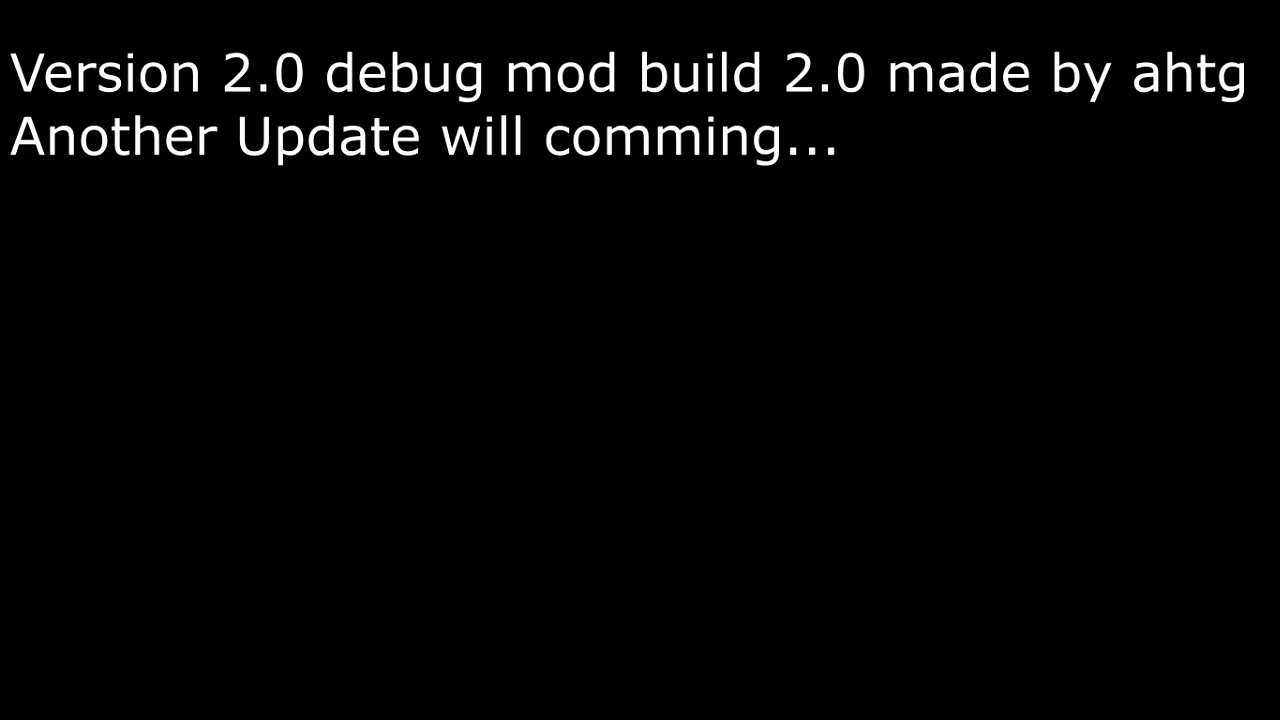 Version 2.0 debug mod build 2.0 made by ahtg
Another Update will comming...